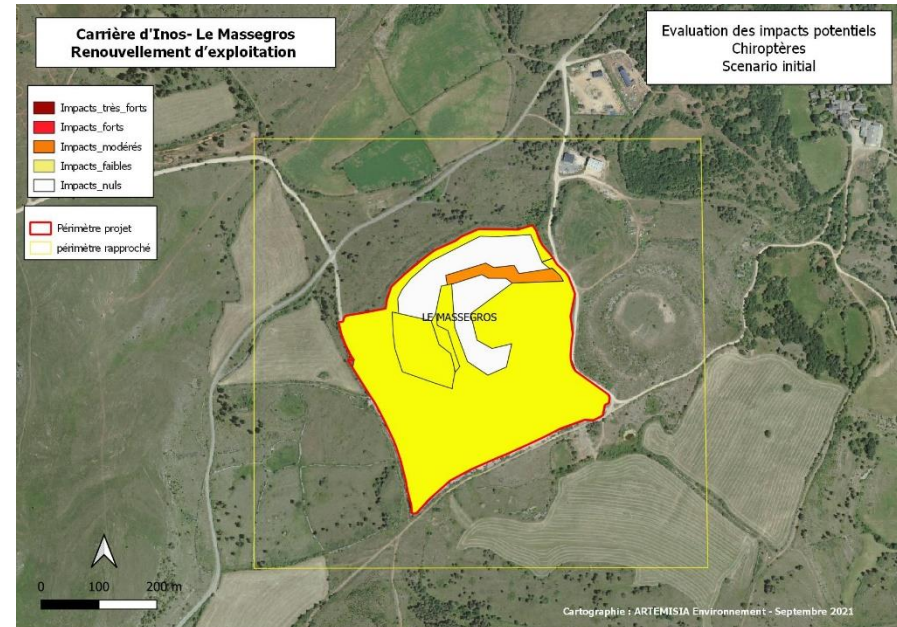 Carrière d'Inos- Le Massegros
Renouvellement d'exploitation
Evaluation des impacts potentiels
Chiroptères
Scenario initial
Impacts_très_forts
Impacts_forts
Impacts_modérés
Impacts_faibles
Impacts_nuls
Périmètre projet
périmètre rapproché
LE MASSEGROS
0 100 200 m
Cartographie : ARTEMISIA Environnement - Septembre 2021